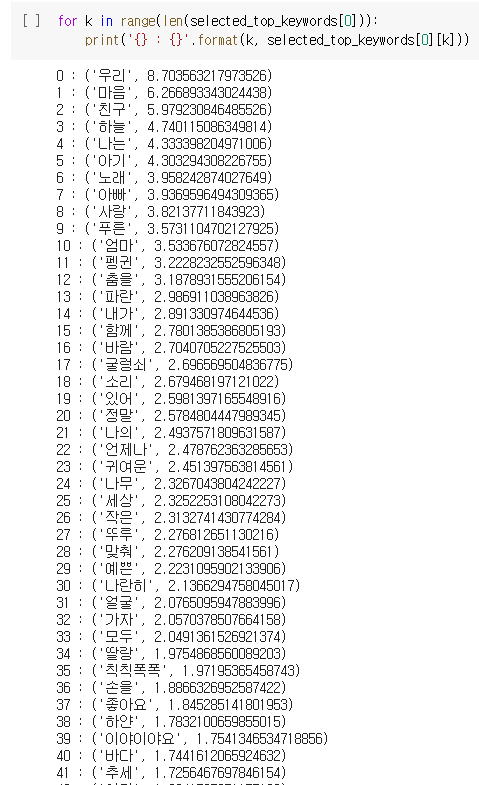 [ ] for k in range(len(selected_top_keywords[0])):
print('{} : {}'.format(k, selected_top_keywords[0][k]))
0 : ('우리', 8.703563217973526)
1 : ('마음', 6.266893343024438)
2 : ('친구', 5.979230846485526)
3 : ('하늘', 4.740115086349814)
4 : ('나는', 4.333398204971006)
5 : ('아기', 4.303294308226755)
6 : ('노래', 3.958242874027649)
7 : ('아빠', 3.9369596494309365)
8 : ('사랑', 3.82137711843923)
9 : ('푸른', 3.5731104702127925)
10 : ('엄마', 3.533676072824557)
11 : ('펭귄', 3.2228232552596348)
12 : ('춤을', 3.1878931555206154)
13 : ('파란', 2.986911038963826)
14 : ('내가', 2.891330974644536)
15 : ('함께', 2.7801385386805193)
16 : ('바람', 2.7040705227525503)
17 : ('굴렁쇠', 2.696569504836775)
18 : ('소리', 2.679468197121022)
19 : ('있어', 2.5981397165548916)
20 : ('정말', 2.5784804447989345)
21 : ('나의', 2.4937571809631587)
22 : ('언제나', 2.478762363285653)
23 : ('귀여운', 2.451397563814561)
24 : ('나무', 2.3267043804242227)
25 : ('세상', 2.3252253108042273)
26 : ('작은', 2.3132741430774284)
27 : ('뚜루', 2.276812651130216)
28 : ('맞춰', 2.276209138541561)
29 : ('예쁜', 2.2231095902133906)
30 : ('나란히', 2.1366294758045017)
31 : ('얼굴', 2.0765095947883996)
32 : ('가자', 2.0570378507664158)
33 : ('모두', 2.0491361526921374)
34 : ('딸랑', 1.9754868560089203)
35 : ('칙칙폭폭', 1.97195365458743)
36 : ('손을', 1.8866326952587422)
37 : ('좋아요', 1.845285141801953)
38 : ('하얀', 1.7832100659855015)
39 : ('이야이야요', 1.7541346534718856)
40 : ('바다', 1.7441612065924632)
41 : ('추세', 1.7256467697846154)